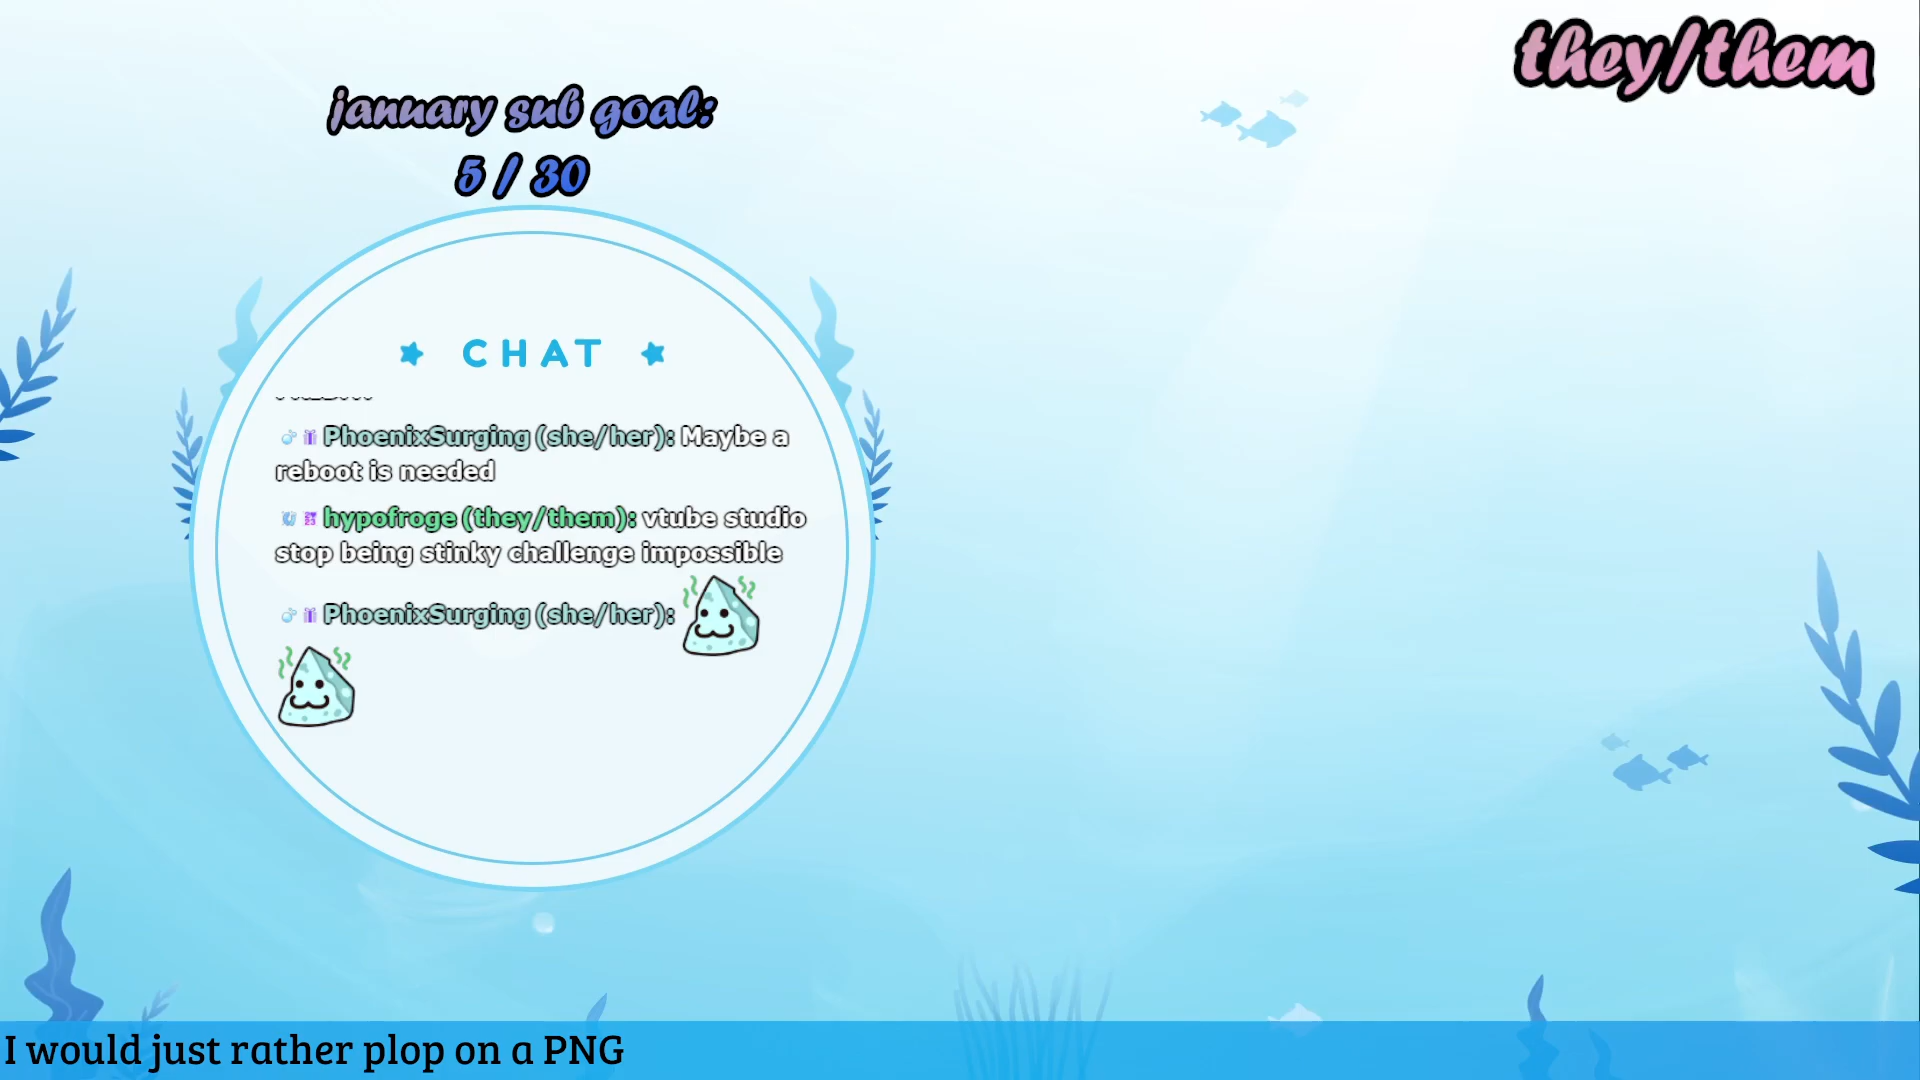 they/them
january sub goal:
5 / 30
CHAT
PhoenixSurging (she/her): Maybe a
reboot is needed
hypofroge (they/them): vtube studio
stop being stinky challenge impossible
PhoenixSurging (she/her):
I would just rather plop on a PNG